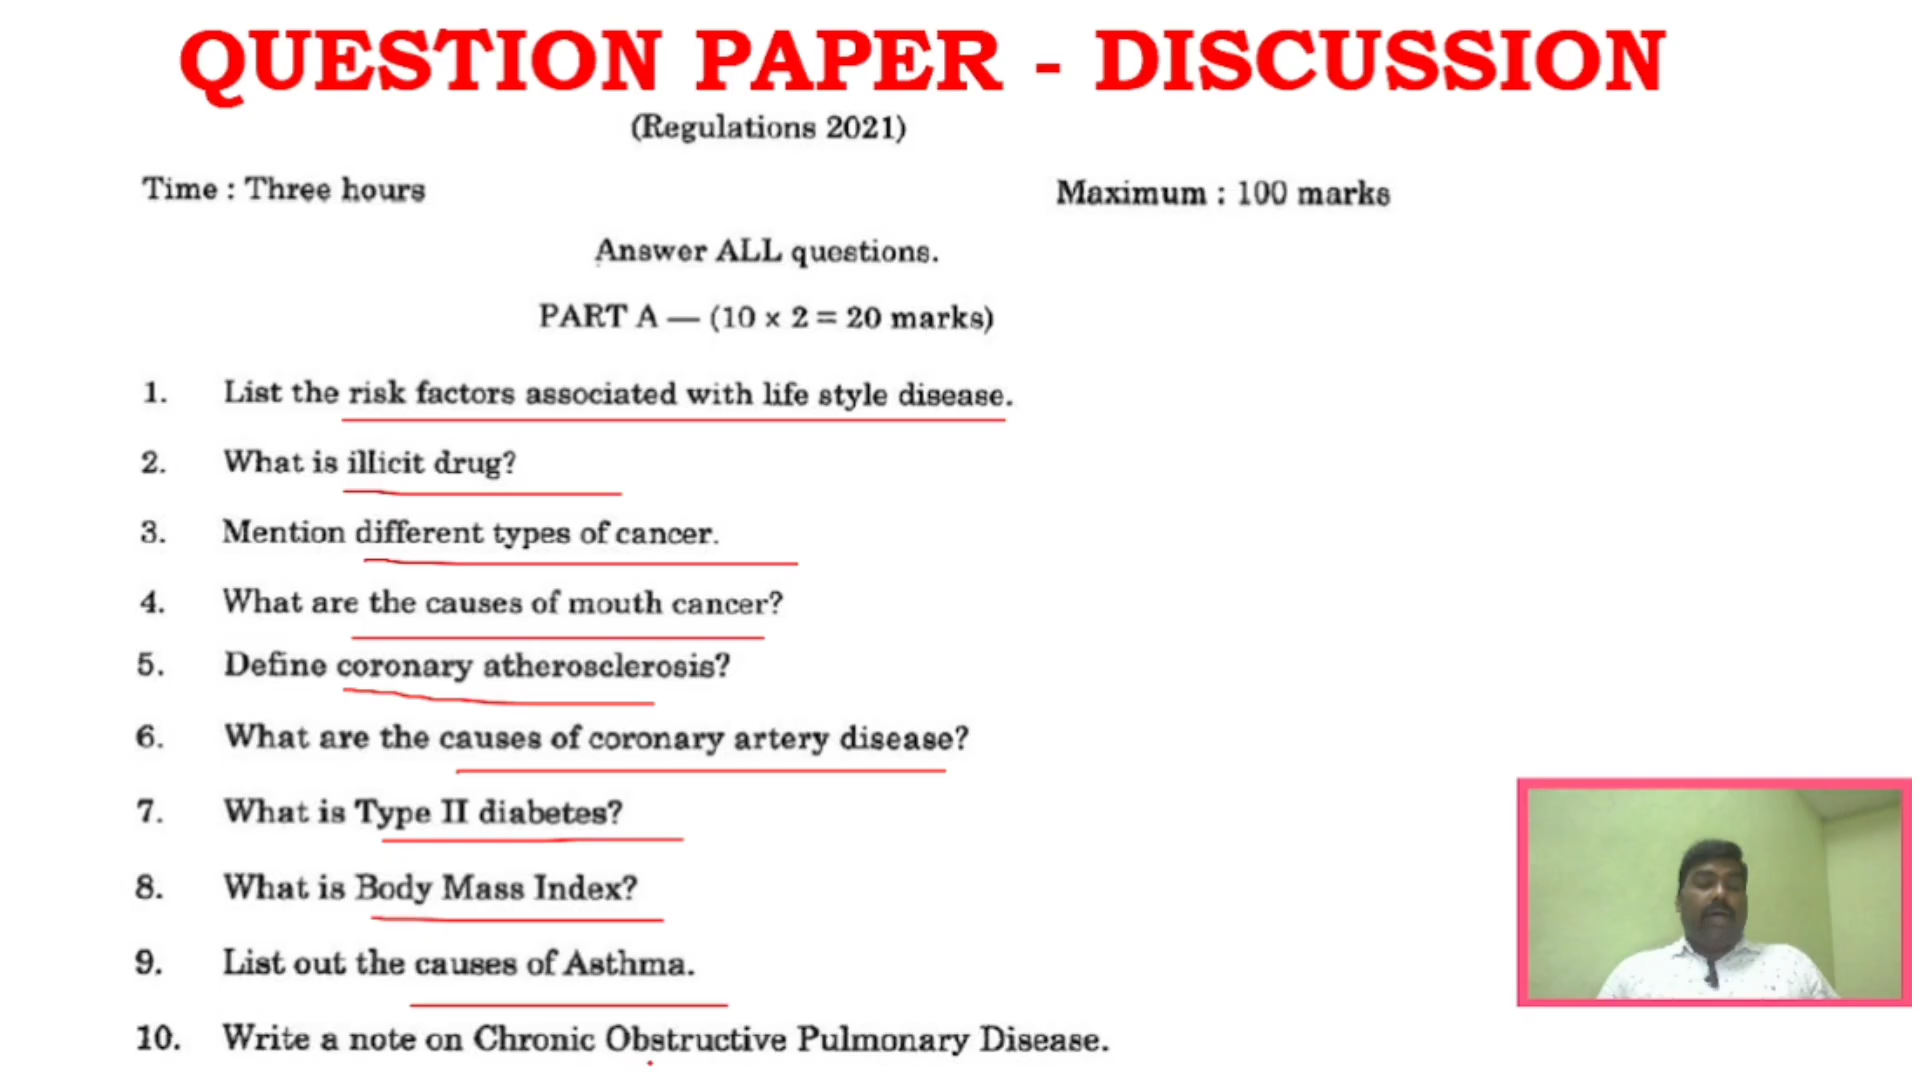 QUESTION PAPER - DISCUSSION
(Regulations 2021)
Time : Three hours Maximum : 100 marks
Answer ALL questions.
PART A — (10 × 2 = 20 marks)
1. List the risk factors associated with life style disease.
2. What is illicit drug?
3. Mention different types of cancer.
4. What are the causes of mouth cancer?
5. Define coronary atherosclerosis?
6. What are the causes of coronary artery disease?
7. What is Type II diabetes?
8. What is Body Mass Index?
9. List out the causes of Asthma.
10. Write a note on Chronic Obstructive Pulmonary Disease.